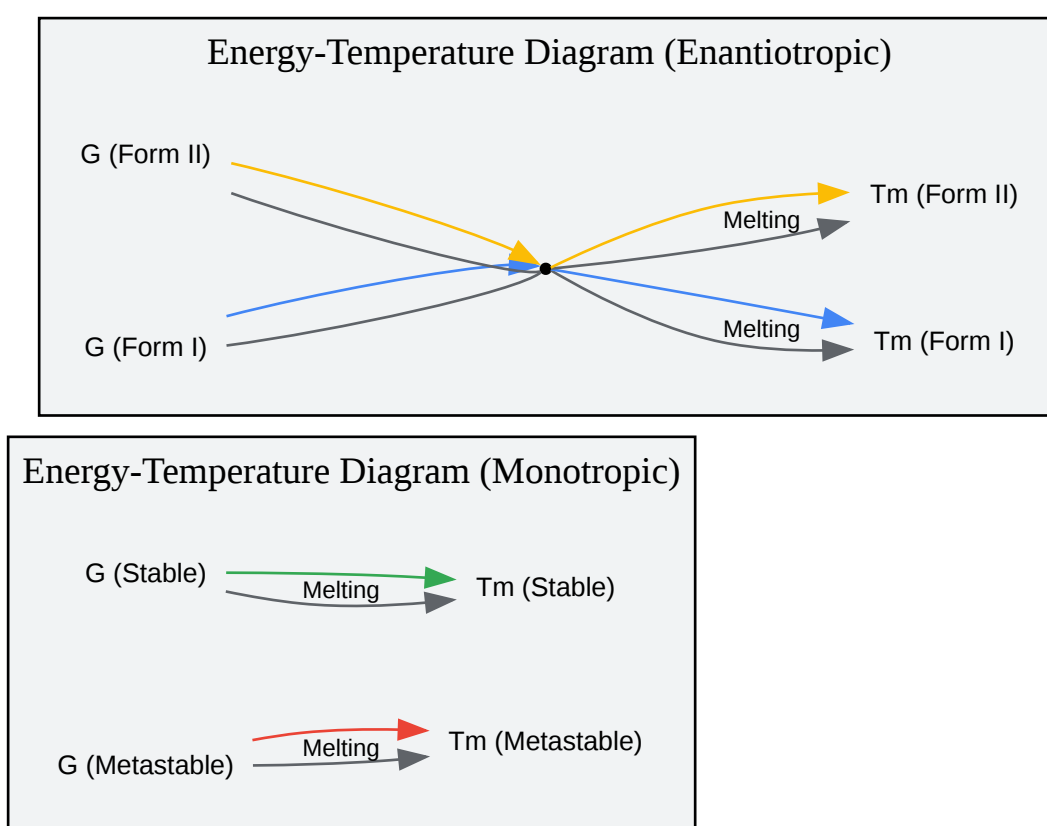 Energy-Temperature Diagram (Enantiotropic)
G (Form II)
Tm (Form II)
Melting
G (Form I)
Melting
Tm (Form I)
Energy-Temperature Diagram (Monotropic)
G (Stable)
Melting
Tm (Stable)
G (Metastable)
Melting
Tm (Metastable)